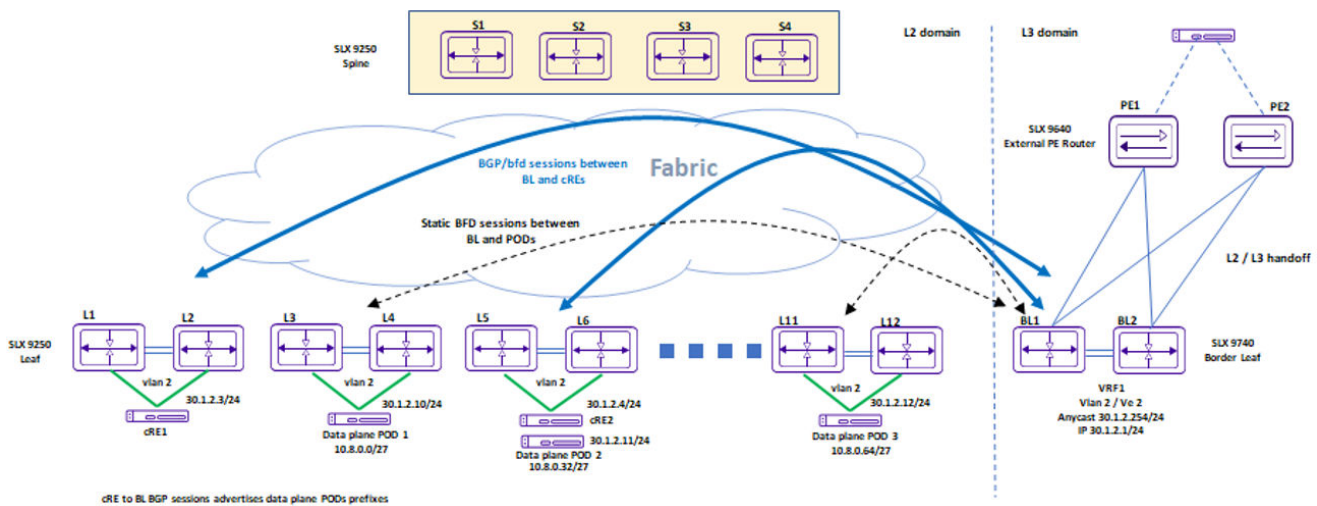 S1
S2
S3
S4
SLX 9250
Spine
L2 domain
L3 domain
PE1
PE2
SLX 9640
External PE Router
BGP/bfd sessions between
BL and cREs
Fabric
Static BFD sessions between
BL and PODs
L2 / L3 handoff
L1
L2
L3
L4
L5
L6
L11
L12
BL1
BL2
SLX 9250
Leaf
SLX 9740
Border Leaf
vlan 2
30.1.2.3/24
cRE1
vlan 2
30.1.2.10/24
Data plane POD 1
10.8.0.0/27
vlan 2
30.1.2.4/24
cRE2
30.1.2.11/24
Data plane POD 2
10.8.0.32/27
vlan 2
30.1.2.12/24
Data plane POD 3
10.8.0.64/27
VRF1
Vlan 2 / Ve 2
Anycast 30.1.2.254/24
IP 30.1.2.1/24
cRE to BL BGP sessions advertises data plane PODs prefixes